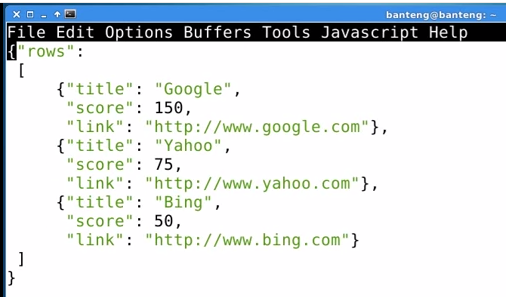 banteng@banteng: ~
File Edit Options Buffers Tools Javascript Help
{"rows":
 [
     {"title": "Google",
      "score": 150,
      "link": "http://www.google.com"},
     {"title": "Yahoo",
      "score": 75,
      "link": "http://www.yahoo.com"},
     {"title": "Bing",
      "score": 50,
      "link": "http://www.bing.com"}
 ]
}